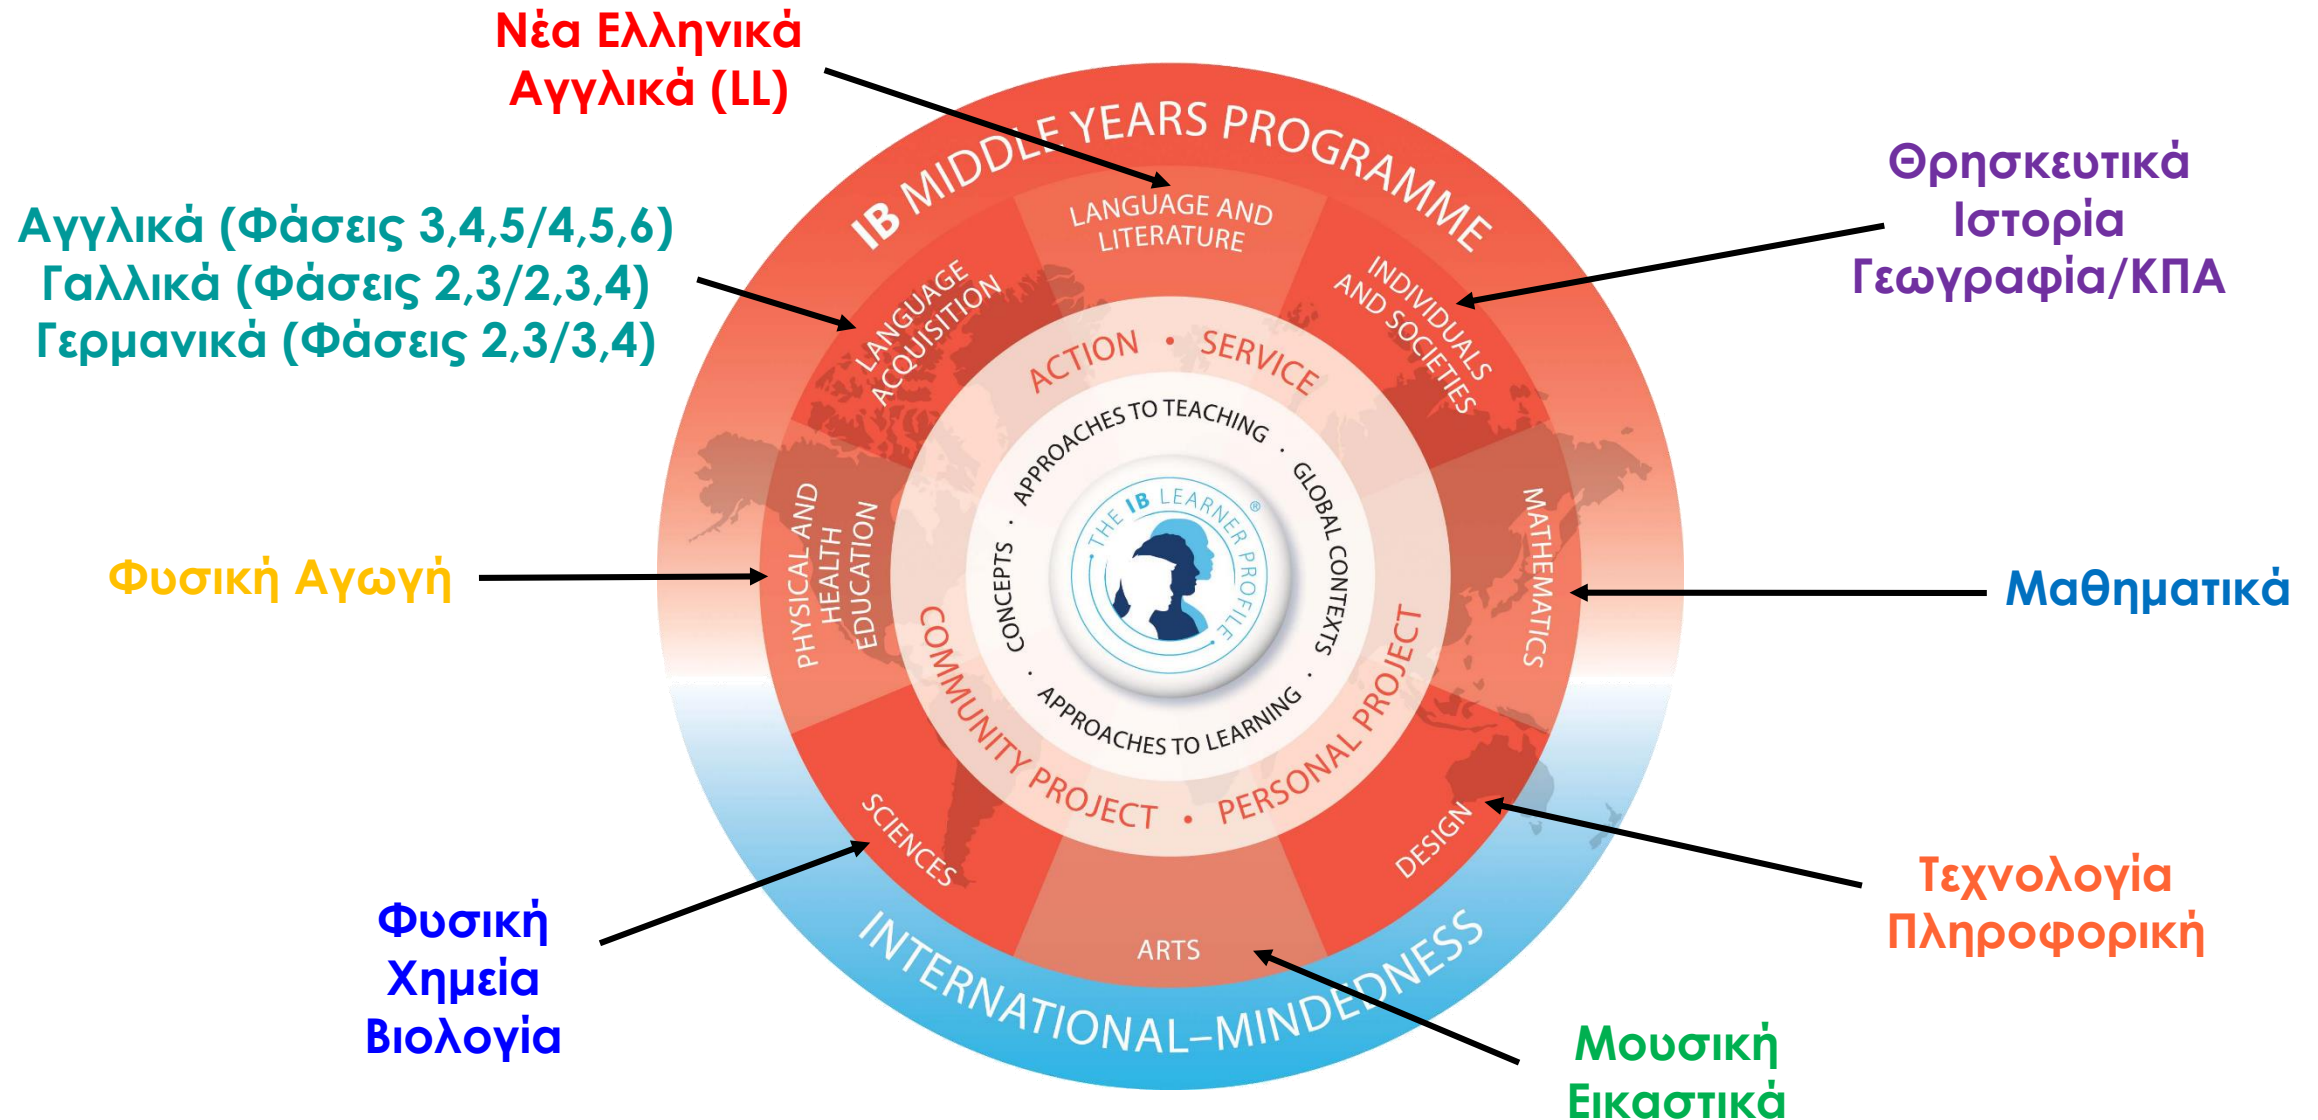 Νέα Ελληνικά
Αγγλικά (LL)
Αγγλικά (Φάσεις 3,4,5/4,5,6)
Γαλλικά (Φάσεις 2,3/2,3,4)
Γερμανικά (Φάσεις 2,3/3,4)
Φυσική Αγωγή
Φυσική
Χημεία
Βιολογία
Θρησκευτικά
Ιστορία
Γεωγραφία/ΚΠΑ
Μαθηματικά
Τεχνολογία
Πληροφορική
Μουσική
Εικαστικά
IB MIDDLE YEARS PROGRAMME
LANGUAGE AND
LITERATURE
INDIVIDUALS
AND SOCIETIES
MATHEMATICS
DESIGN
ARTS
SCIENCES
PHYSICAL AND
HEALTH
EDUCATION
LANGUAGE
ACQUISITION
ACTION • SERVICE
COMMUNITY PROJECT • PERSONAL PROJECT
APPROACHES TO TEACHING · GLOBAL CONTEXTS ·
CONCEPTS · APPROACHES TO LEARNING ·
• THE IB LEARNER PROFILE • ®
INTERNATIONAL–MINDEDNESS